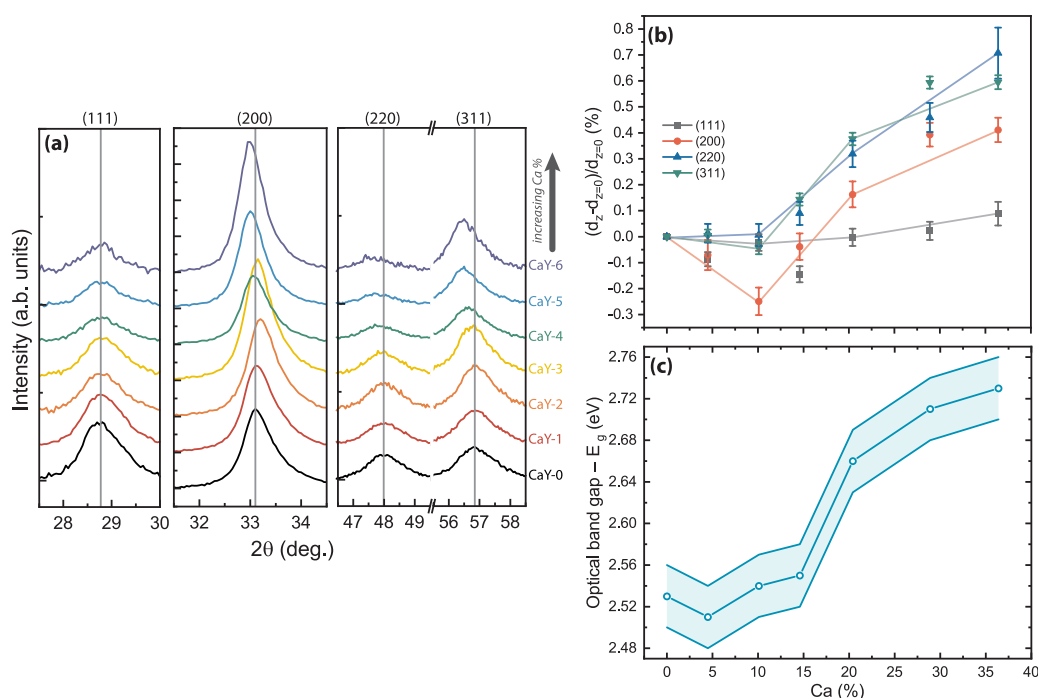 (a)
(111)
(200)
(220)
(311)
increasing Ca %
CaY-6
CaY-5
CaY-4
CaY-3
CaY-2
CaY-1
CaY-0
Intensity (a.b. units)
28 29 30
32 33 34
47 48 49 56 57 58
2θ (deg.)
(b)
0.8
0.7
0.6
0.5
0.4
0.3
0.2
0.1
0.0
-0.1
-0.2
-0.3
(d_z-d_z=0)/d_z=0 (%)
(111)
(200)
(220)
(311)
(c)
2.76
2.72
2.68
2.64
2.60
2.56
2.52
2.48
Optical band gap – E_g (eV)
0 5 10 15 20 25 30 35 40
Ca (%)